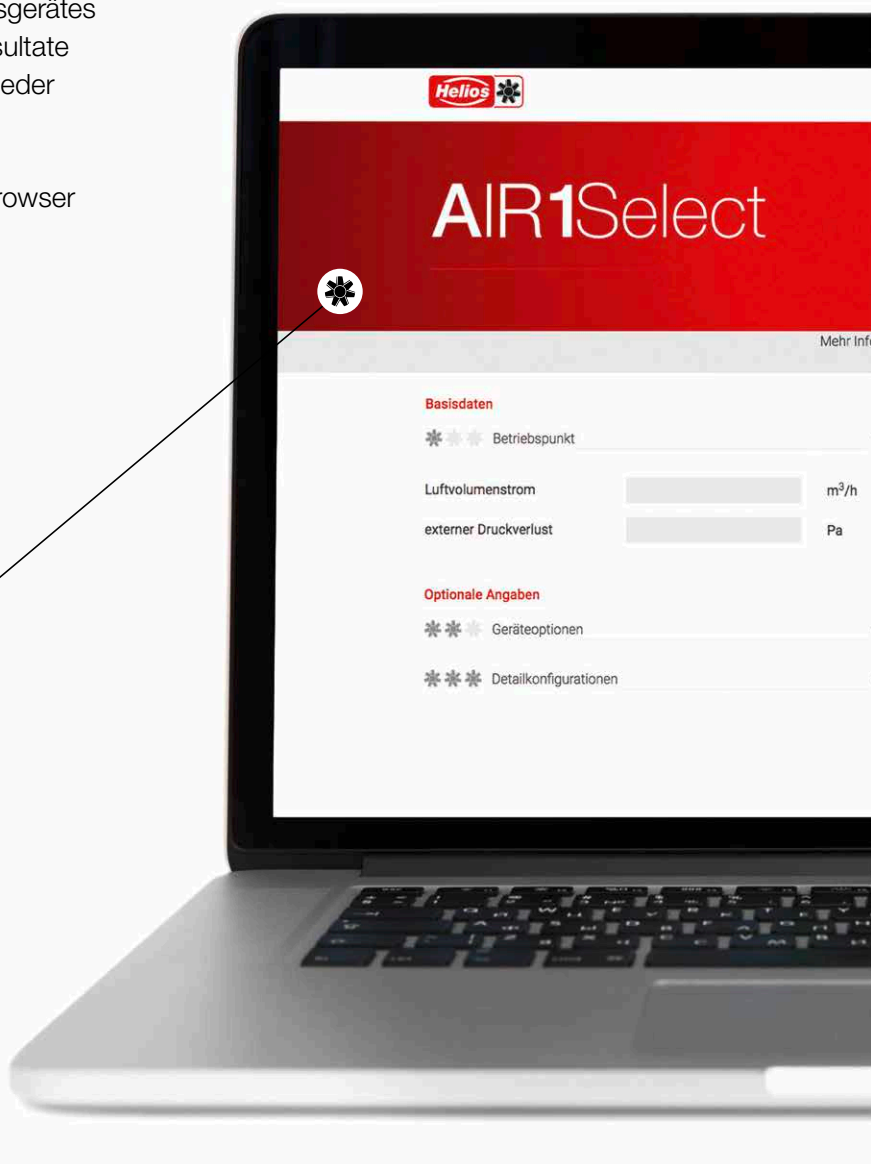 sgerätes
sultate
eder
rowser
Helios
AIR1Select
Mehr Inf
Basisdaten
Betriebspunkt
Luftvolumenstrom m³/h
externer Druckverlust Pa
Optionale Angaben
Geräteoptionen
Detailkonfigurationen